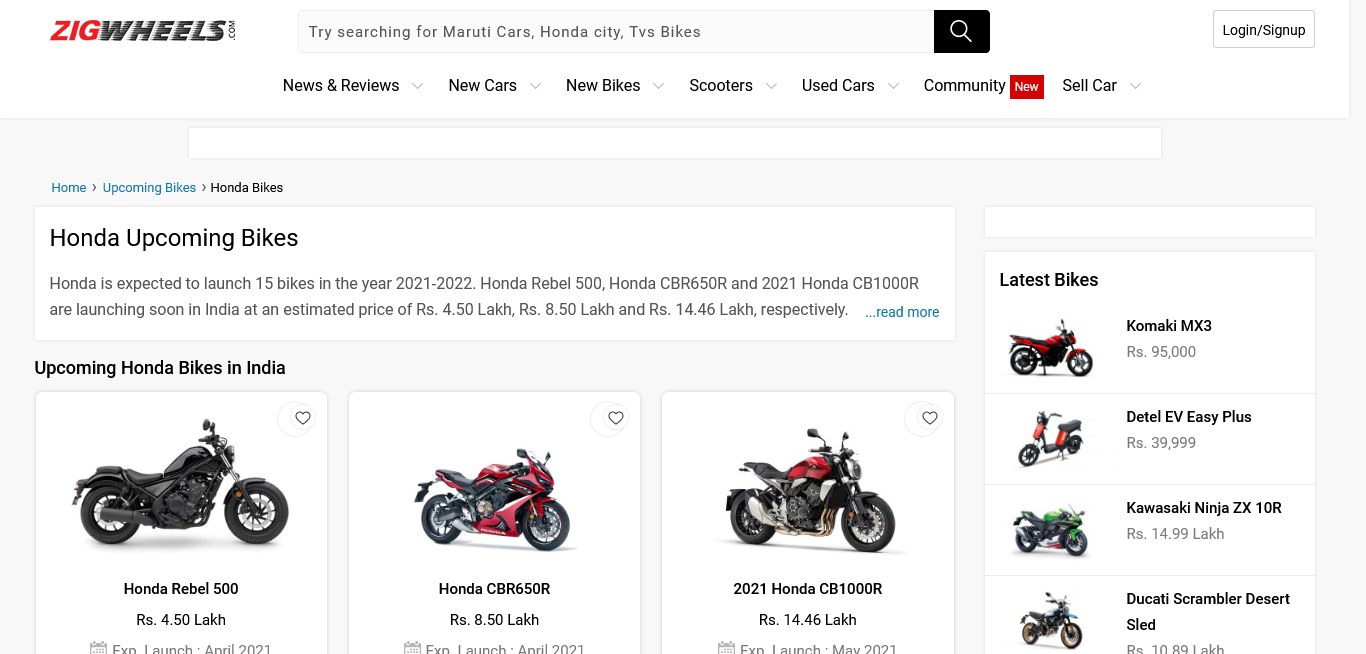 ZIGWHEELS.COM
Try searching for Maruti Cars, Honda city, Tvs Bikes
Login/Signup
News & Reviews New Cars New Bikes Scooters Used Cars Community New Sell Car
Home › Upcoming Bikes › Honda Bikes
Honda Upcoming Bikes
Honda is expected to launch 15 bikes in the year 2021-2022. Honda Rebel 500, Honda CBR650R and 2021 Honda CB1000R
are launching soon in India at an estimated price of Rs. 4.50 Lakh, Rs. 8.50 Lakh and Rs. 14.46 Lakh, respectively. ...read more
Upcoming Honda Bikes in India
Honda Rebel 500
Rs. 4.50 Lakh
Exp. Launch : April 2021
Honda CBR650R
Rs. 8.50 Lakh
Exp. Launch : April 2021
2021 Honda CB1000R
Rs. 14.46 Lakh
Exp. Launch : May 2021
Latest Bikes
Komaki MX3
Rs. 95,000
Detel EV Easy Plus
Rs. 39,999
Kawasaki Ninja ZX 10R
Rs. 14.99 Lakh
Ducati Scrambler Desert
Sled
Rs. 10.89 Lakh